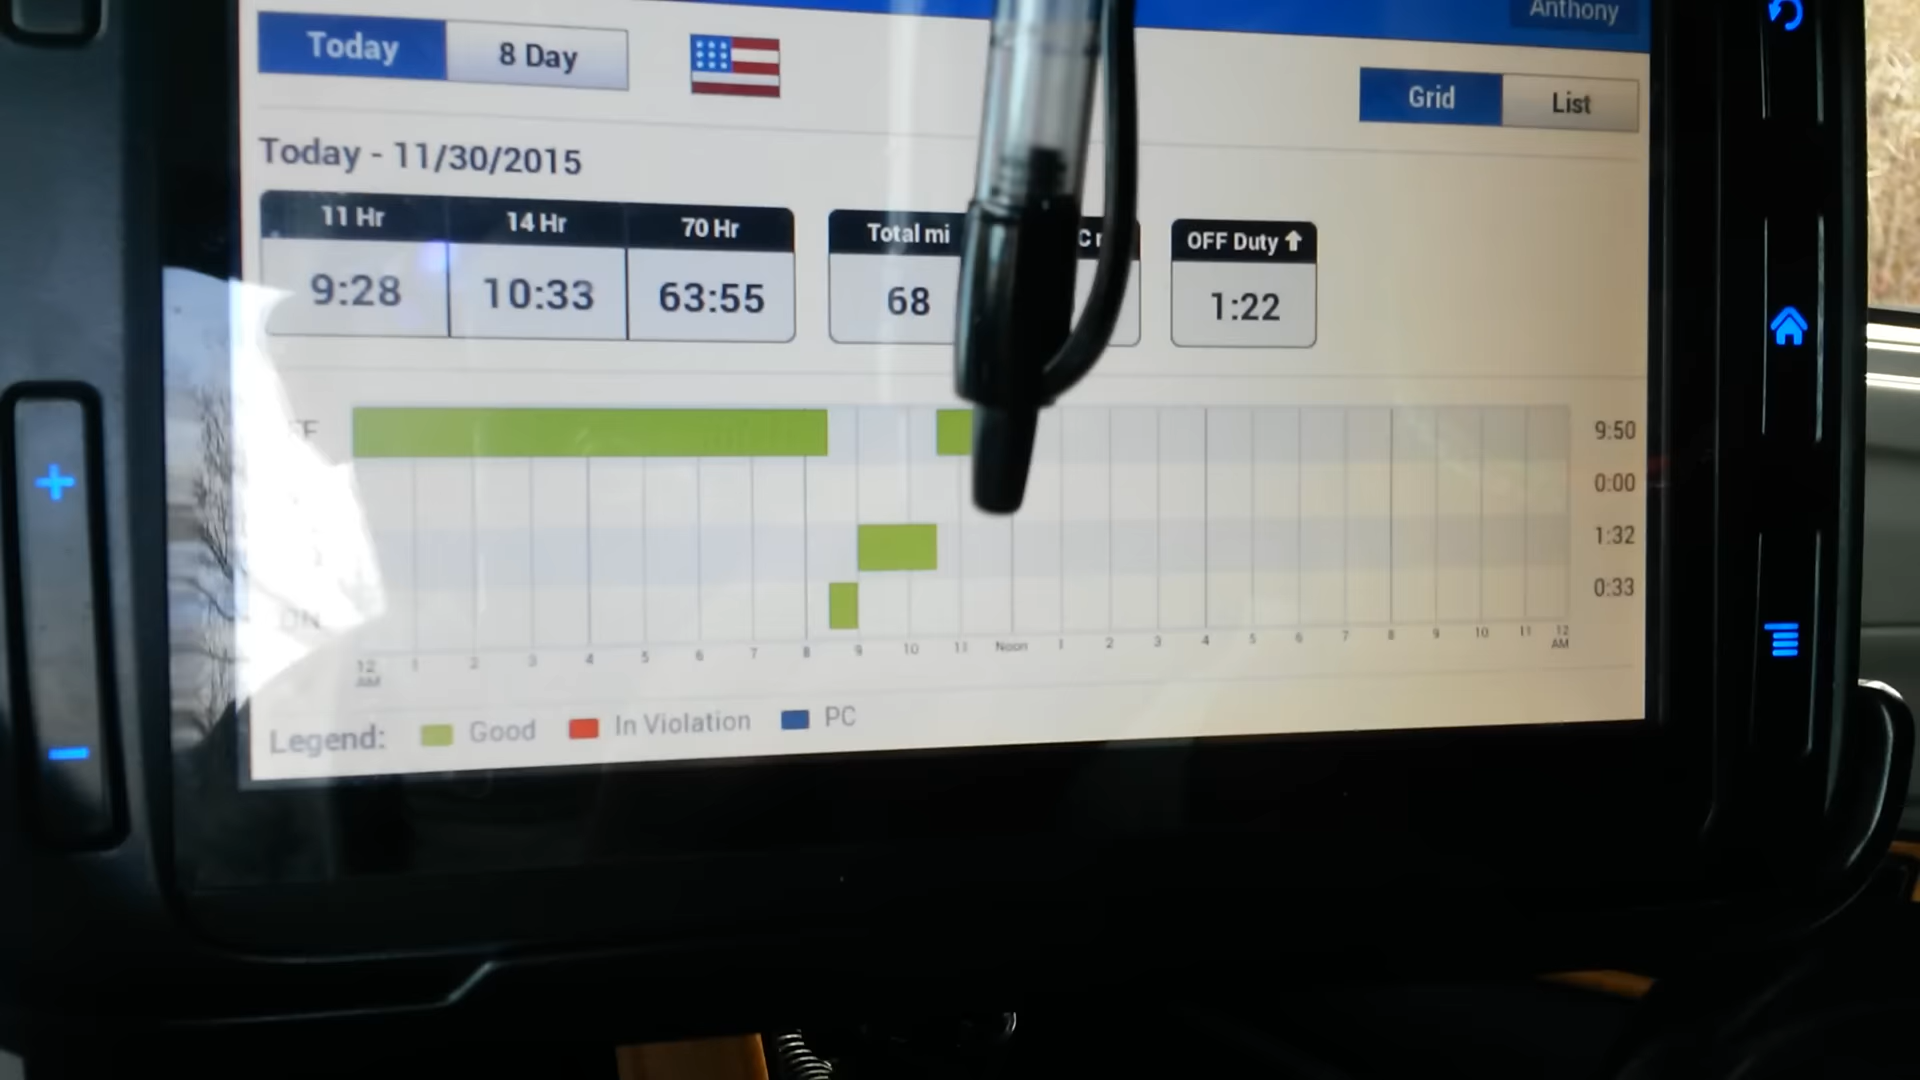 Anthony
Today 8 Day
Grid List
Today - 11/30/2015
11 Hr 14 Hr 70 Hr Total mi OFF Duty
9:28 10:33 63:55 68 1:22
9:50
0:00
1:32
ON 0:33
12 AM 1 2 3 4 5 6 7 8 9 10 11 Noon 1 2 3 4 5 6 7 8 9 10 11 12 AM
Legend: Good In Violation PC